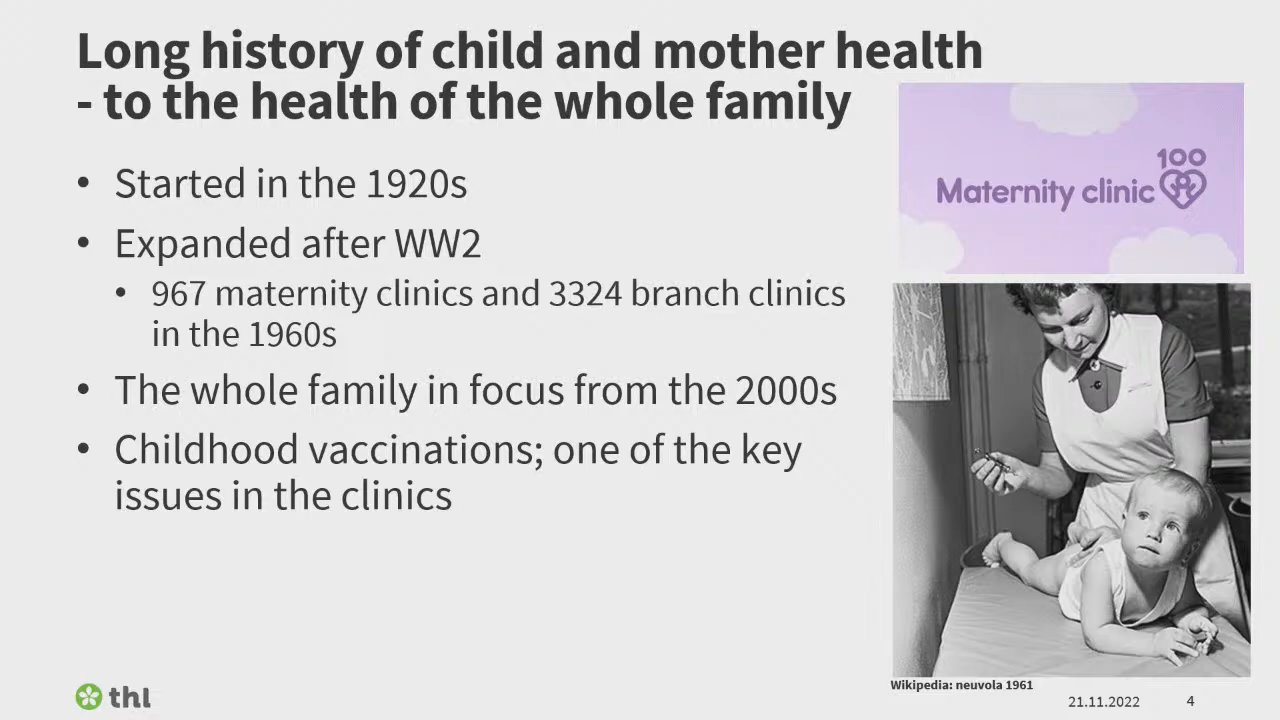 Long history of child and mother health
- to the health of the whole family
• Started in the 1920s
• Expanded after WW2
• 967 maternity clinics and 3324 branch clinics
in the 1960s
• The whole family in focus from the 2000s
• Childhood vaccinations; one of the key
issues in the clinics
100
Maternity clinic
Wikipedia: neuvola 1961
thl
21.11.2022
4